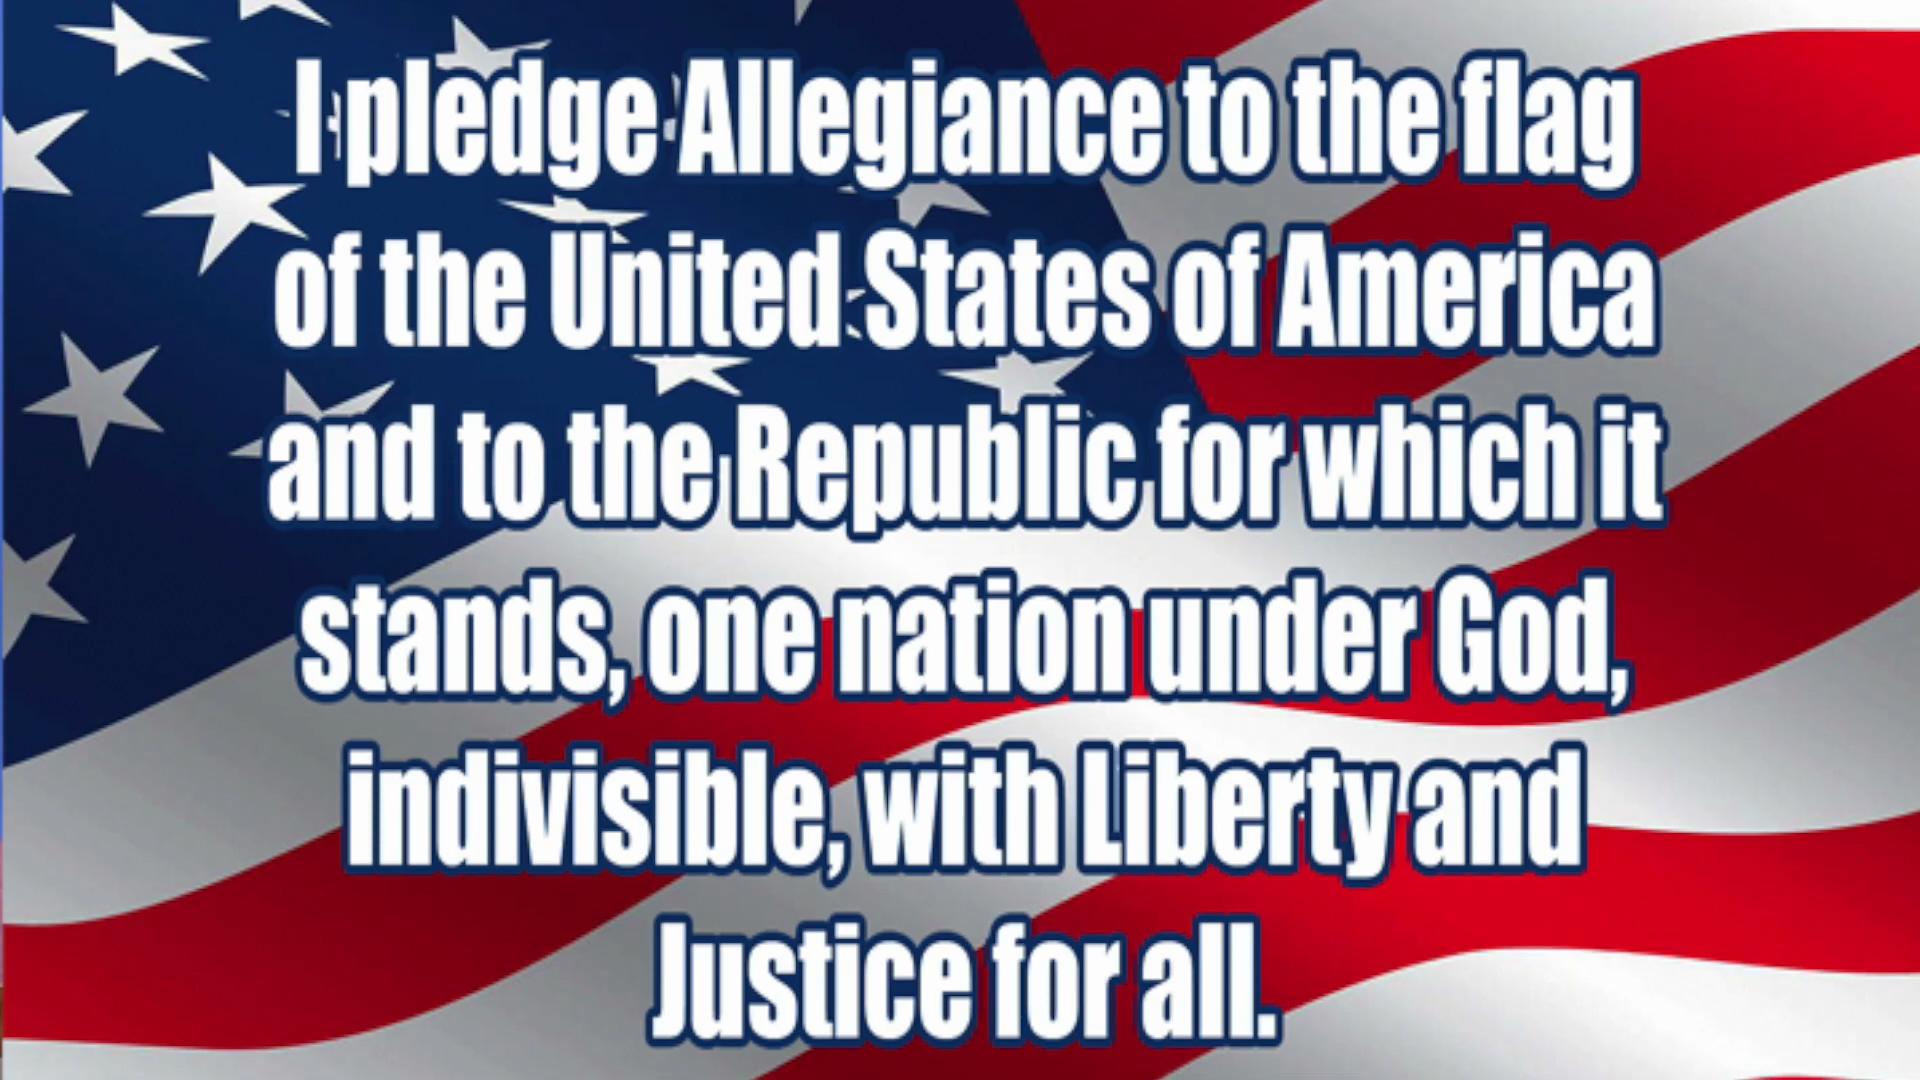 I pledge Allegiance to the flag
of the United States of America
and to the Republic for which it
stands, one nation under God,
indivisible, with Liberty and
Justice for all.